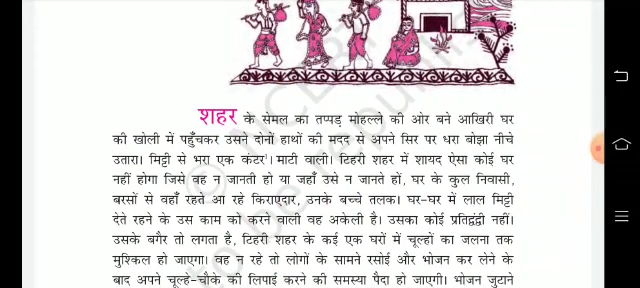 शहर के सेमल का तप्पड़ मोहल्ले की ओर बने आखिरी घर
की खोली में पहुँचकर उसने दोनों हाथों की मदद से अपने सिर पर धरा बोझा नीचे
उतारा। मिट्टी से भरा एक कंटर¹। माटी वाली। टिहरी शहर में शायद ऐसा कोई घर
नहीं होगा जिसे वह न जानती हो या जहाँ उसे न जानते हों, घर के कुल निवासी,
बरसों से वहाँ रहते आ रहे किराएदार, उनके बच्चे तलक। घर-घर में लाल मिट्टी
देते रहने के उस काम को करने वाली वह अकेली है। उसका कोई प्रतिद्वंद्वी नहीं।
उसके बगैर तो लगता है, टिहरी शहर के कई एक घरों में चूल्हों का जलना तक
मुश्किल हो जाएगा। वह न रहे तो लोगों के सामने रसोई और भोजन कर लेने के
बाद अपने चूल्हे-चौके की लिपाई करने की समस्या पैदा हो जाएगी। भोजन जुटाने